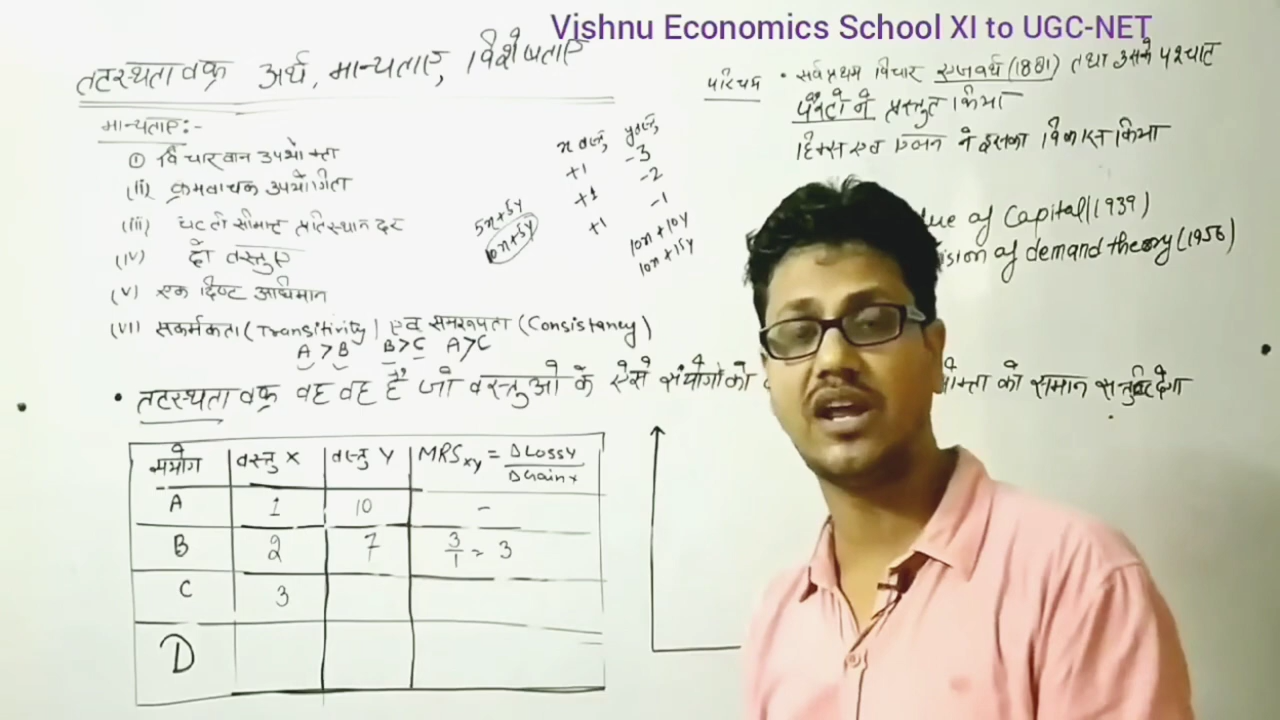 Vishnu Economics School XI to UGC-NET
तटस्थता वक्र अर्थ, मान्यताए, विशेषताए
परिचय • सर्वप्रथम विचार एजवर्थ (1881) तथा उसके पश्चात
पैरेटो ने प्रस्तुत किया
हिक्स एवं एलन ने इसका विकास किया
of Capital (1939)
of demand theory (1956)
मान्यताए:-
(i) विचारवान उपभोक्ता
(ii) क्रमवाचक उपयोगिता
(iii) घटती सीमान्त प्रतिस्थान दर
(iv) दो वस्तुए
(v) एक दिष्ट अधिमान
(vii) सकर्मकता (Transitivity) एवं समरूपता (Consistancy)
A > B B > C A > C
x वस्तु y वस्तु
+1 -3
+1 -2
+1 -1
5x+5y
10x+5y
10x+10y
10x+15y
• तटस्थता वक्र वह वह है जो वस्तुओ के ऐसे संयोगो को
को समान सन्तुष्टि देगा
संयोग वस्तु X वस्तु Y MRSxy = ΔLossy / ΔGainx
A 1 10 -
B 2 7 3/1 = 3
C 3
D